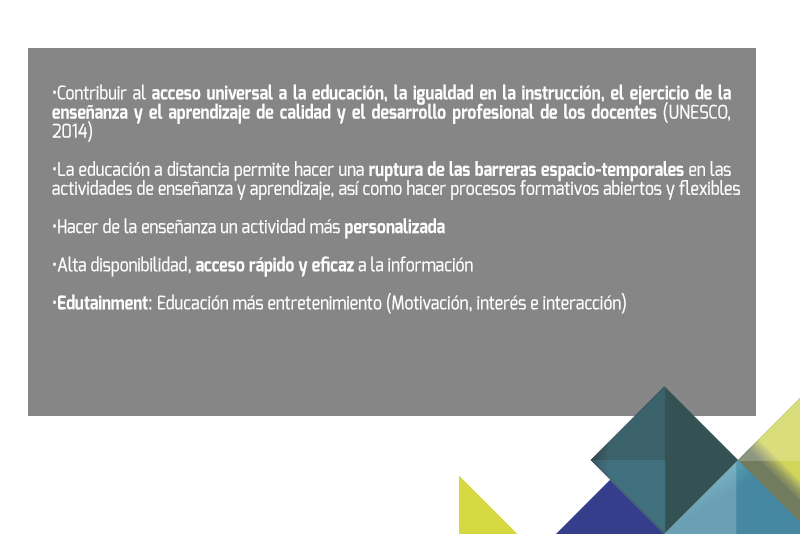 ·Contribuir al acceso universal a la educación, la igualdad en la instrucción, el ejercicio de la
enseñanza y el aprendizaje de calidad y el desarrollo profesional de los docentes (UNESCO,
2014)
·La educación a distancia permite hacer una ruptura de las barreras espacio-temporales en las
actividades de enseñanza y aprendizaje, así como hacer procesos formativos abiertos y flexibles
·Hacer de la enseñanza un actividad más personalizada
·Alta disponibilidad, acceso rápido y eficaz a la información
·Edutainment: Educación más entretenimiento (Motivación, interés e interacción)